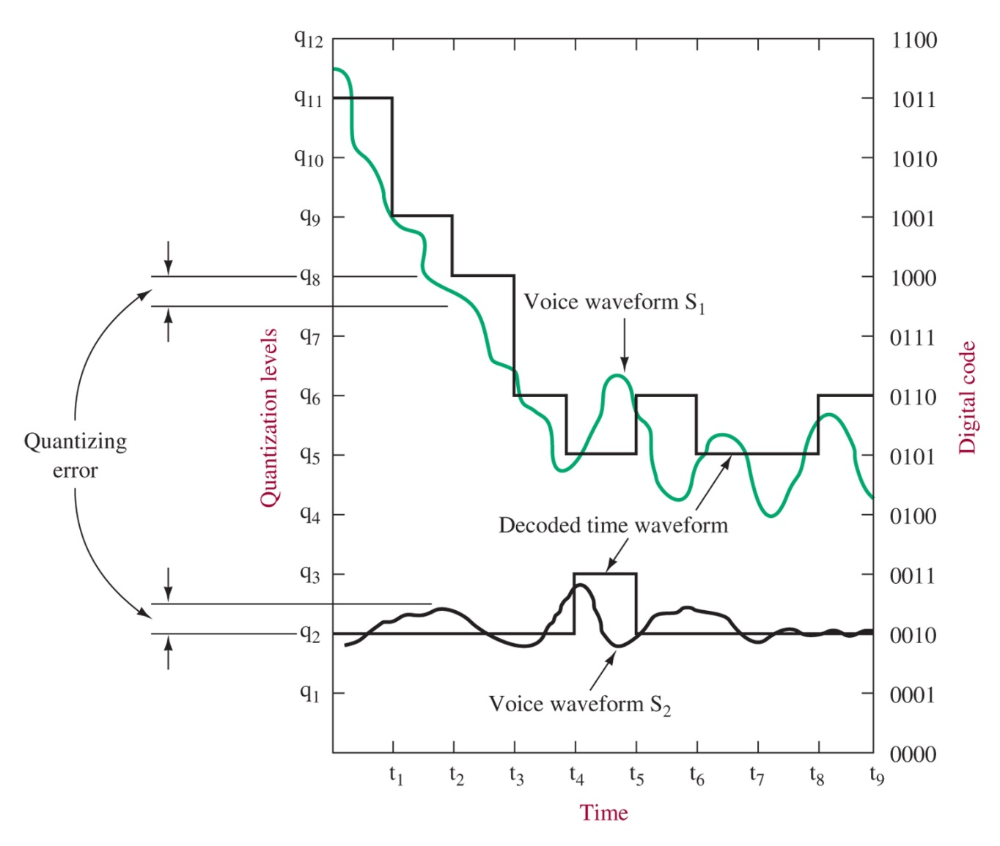 q12 1100
q11 1011
q10 1010
q9 1001
q8 1000
Voice waveform S1
q7 0111
q6 0110
Quantizing
error
Quantization levels
Digital code
q5 0101
q4 0100
Decoded time waveform
q3 0011
q2 0010
q1 0001
Voice waveform S2
0000
t1 t2 t3 t4 t5 t6 t7 t8 t9
Time